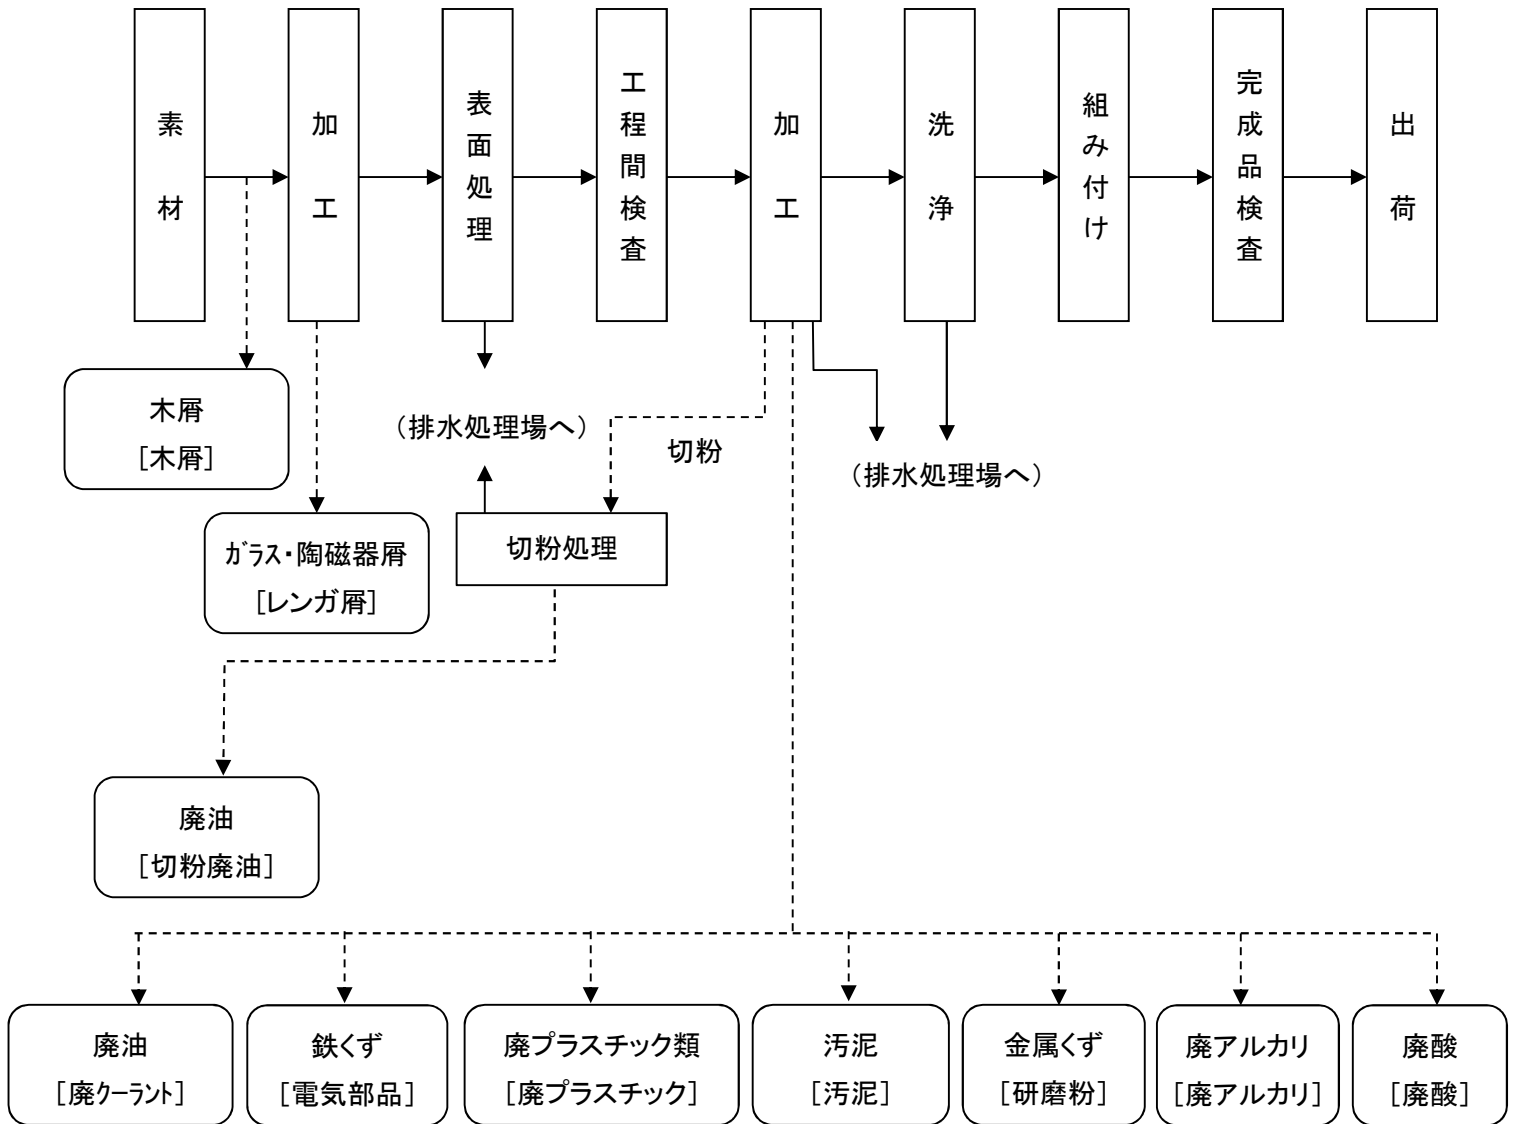 素材
加工
表面処理
工程間検査
加工
洗浄
組み付け
完成品検査
出荷
木屑
［木屑］
（排水処理場へ）
切粉
（排水処理場へ）
ｶﾞﾗｽ・陶磁器屑
［レンガ屑］
切粉処理
廃油
［切粉廃油］
廃油
［廃ｸｰﾗﾝﾄ］
鉄くず
［電気部品］
廃プラスチック類
［廃プラスチック］
汚泥
［汚泥］
金属くず
［研磨粉］
廃アルカリ
［廃アルカリ］
廃酸
［廃酸］